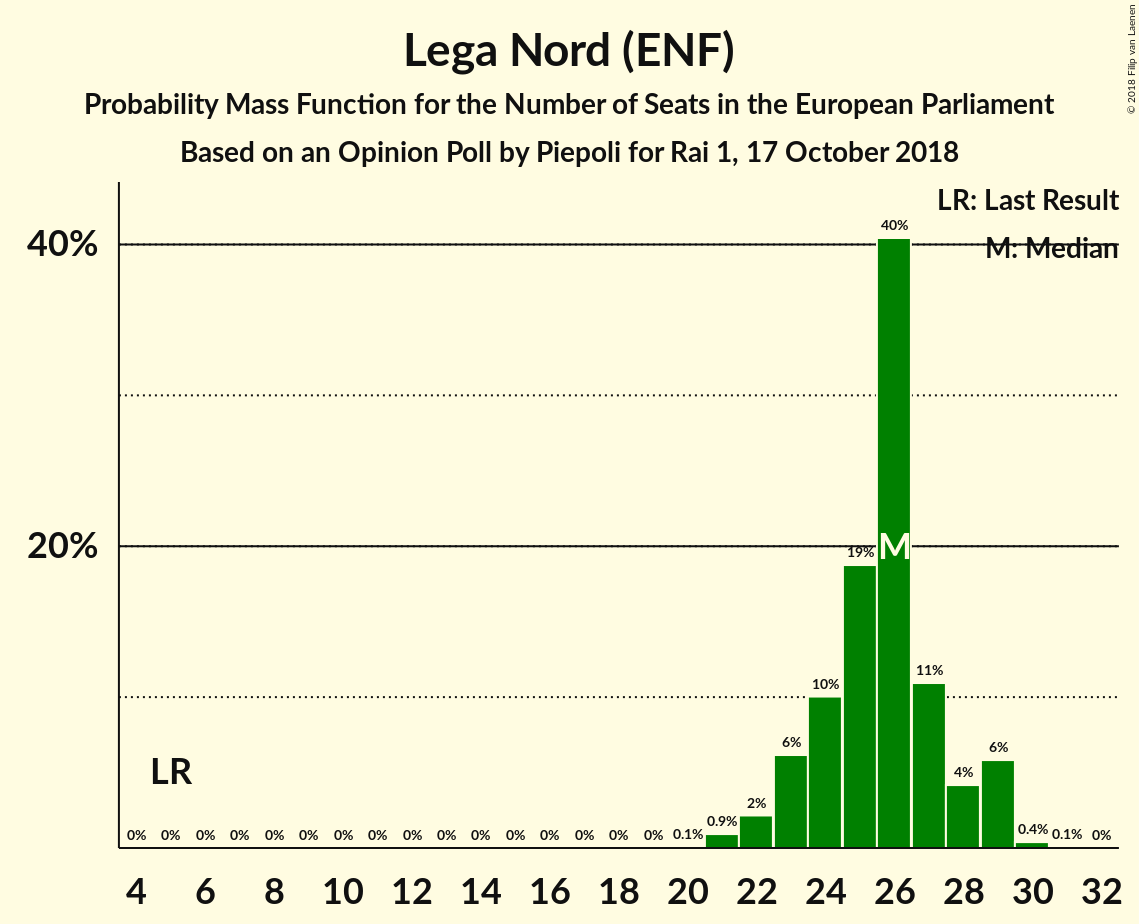 Lega Nord (ENF)
Probability Mass Function for the Number of Seats in the European Parliament
Based on an Opinion Poll by Piepoli for Rai 1, 17 October 2018
© 2018 Filip van Laenen
LR: Last Result
M: Median
40%
20%
40%
19%
M
11%
10%
6%
6%
4%
2%
0.9%
0.4%
LR
0% 0% 0% 0% 0% 0% 0% 0% 0% 0% 0% 0% 0% 0% 0% 0% 0.1% 0.1% 0%
4 6 8 10 12 14 16 18 20 22 24 26 28 30 32